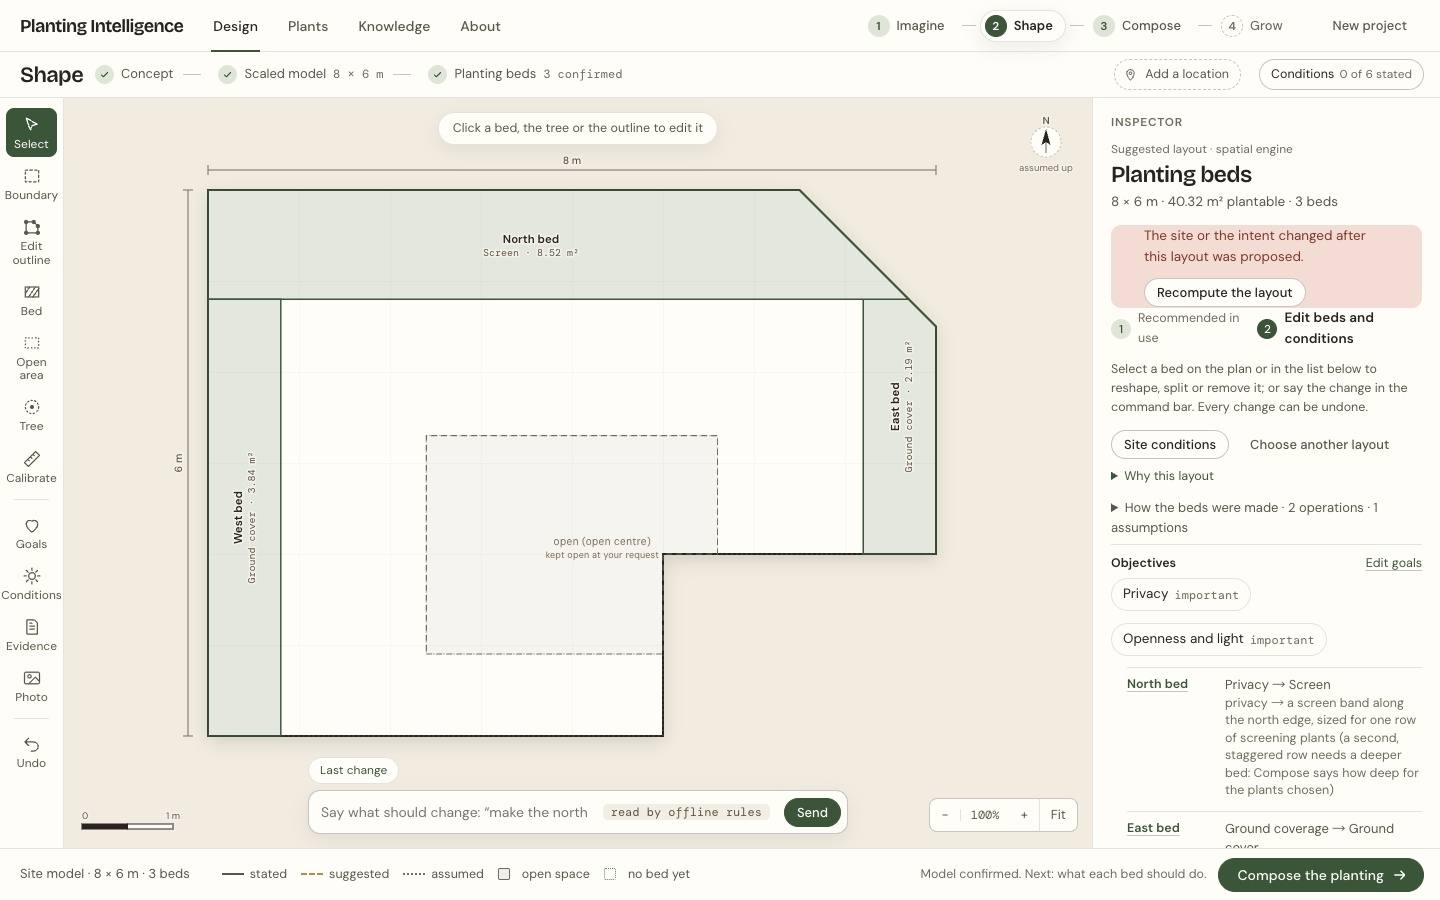 Planting Intelligence
Design
Plants
Knowledge
About
1 Imagine
2 Shape
3 Compose
4 Grow
New project
Shape
Concept
Scaled model 8 × 6 m
Planting beds 3 confirmed
Add a location
Conditions 0 of 6 stated
Select
Boundary
Edit
outline
Bed
Open
area
Tree
Calibrate
Goals
Conditions
Evidence
Photo
Undo
Click a bed, the tree or the outline to edit it
N
assumed up
8 m
6 m
North bed
Screen · 8.52 m²
West bed
Ground cover · 3.84 m²
East bed
Ground cover · 2.19 m²
open (open centre)
kept open at your request
Last change
Say what should change: “make the north
read by offline rules
Send
0 1 m
− 100% + Fit
INSPECTOR
Suggested layout · spatial engine
Planting beds
8 × 6 m · 40.32 m² plantable · 3 beds
The site or the intent changed after
this layout was proposed.
Recompute the layout
1 Recommended in
use
2 Edit beds and
conditions
Select a bed on the plan or in the list below to
reshape, split or remove it; or say the change in the
command bar. Every change can be undone.
Site conditions
Choose another layout
Why this layout
How the beds were made · 2 operations · 1
assumptions
Objectives
Edit goals
Privacy important
Openness and light important
North bed
Privacy → Screen
privacy → a screen band along
the north edge, sized for one row
of screening plants (a second,
staggered row needs a deeper
bed: Compose says how deep for
the plants chosen)
East bed
Ground coverage → Ground
cover
Site model · 8 × 6 m · 3 beds
stated
suggested
assumed
open space
no bed yet
Model confirmed. Next: what each bed should do.
Compose the planting →